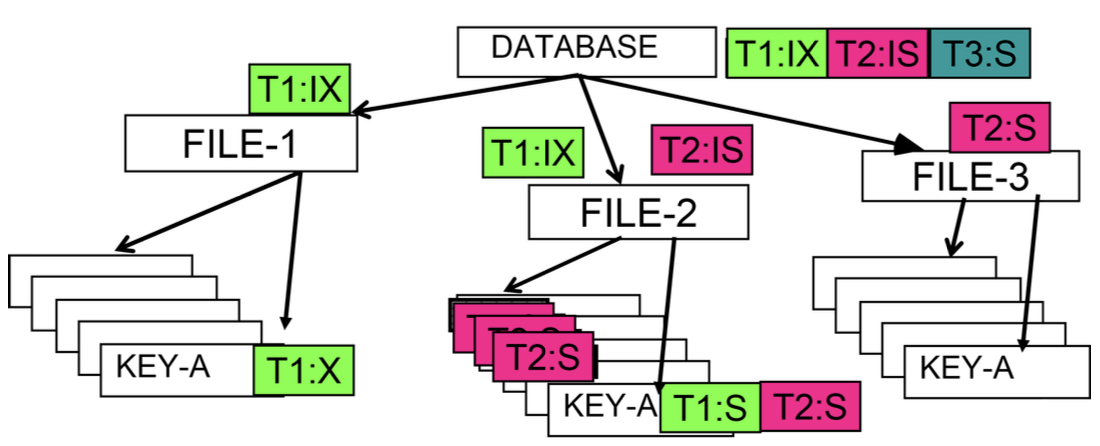 DATABASE T1:IX T2:IS T3:S
T1:IX
FILE-1
T1:IX T2:IS
FILE-2
T2:S
FILE-3
KEY-A T1:X
T2:S
KEY-A T1:S T2:S
KEY-A